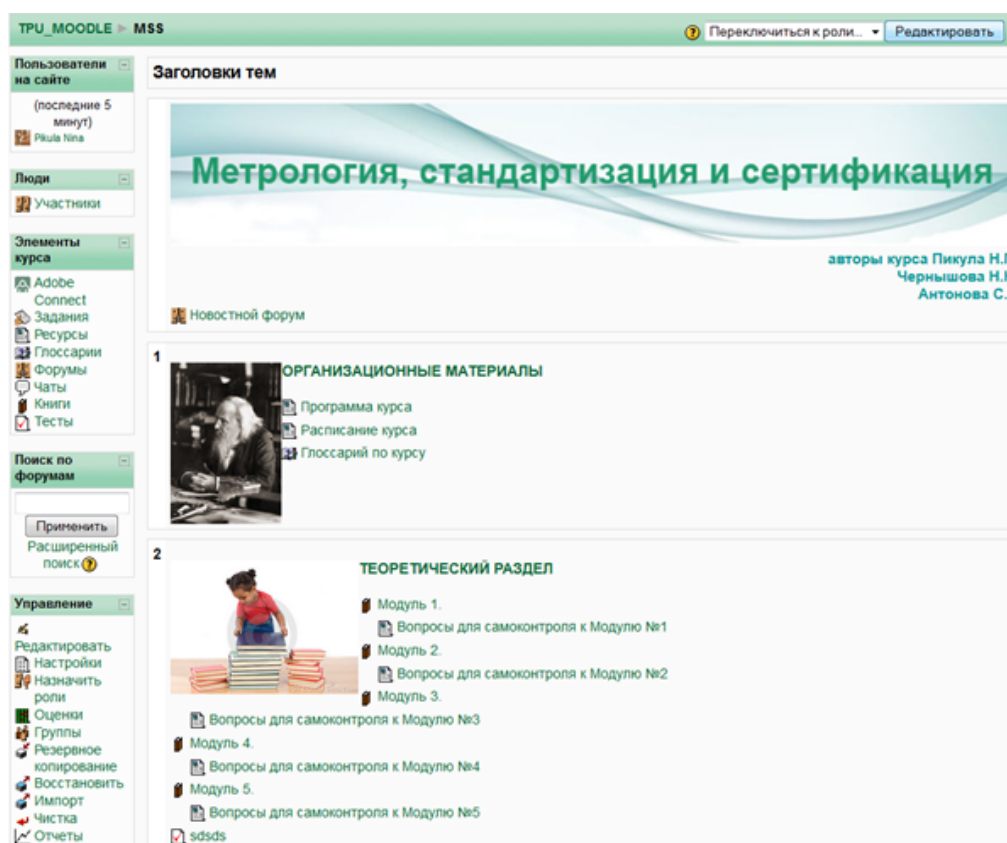 TPU_MOODLE ► MSS
Переключиться к роли...
Редактировать
Пользователи
на сайте
(последние 5
минут)
Pikula Nina
Люди
Участники
Элементы
курса
Adobe
Connect
Задания
Ресурсы
Глоссарии
Форумы
Чаты
Книги
Тесты
Поиск по
форумам
Применить
Расширенный
поиск
Управление
Редактировать
Настройки
Назначить
роли
Оценки
Группы
Резервное
копирование
Восстановить
Импорт
Чистка
Отчеты
Заголовки тем
Метрология, стандартизация и сертификация
авторы курса Пикула Н.
Чернышова Н.
Антонова С.
Новостной форум
1
ОРГАНИЗАЦИОННЫЕ МАТЕРИАЛЫ
Программа курса
Расписание курса
Глоссарий по курсу
2
ТЕОРЕТИЧЕСКИЙ РАЗДЕЛ
Модуль 1.
Вопросы для самоконтроля к Модулю №1
Модуль 2.
Вопросы для самоконтроля к Модулю №2
Модуль 3.
Вопросы для самоконтроля к Модулю №3
Модуль 4.
Вопросы для самоконтроля к Модулю №4
Модуль 5.
Вопросы для самоконтроля к Модулю №5
sdsds